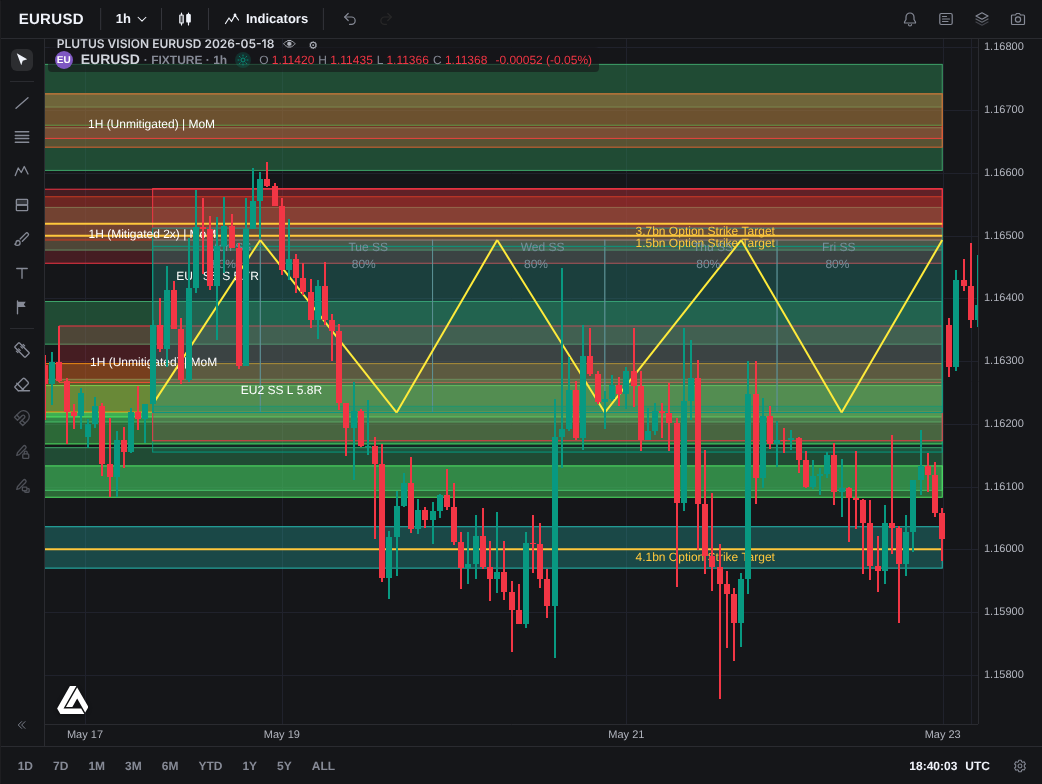 EURUSD 1h Indicators
PLUTUS VISION EURUSD 2026-05-18
EU EURUSD · FIXTURE · 1h O 1.11420 H 1.11435 L 1.11366 C 1.11368 -0.00052 (-0.05%)
1.16800
1.16700
1H (Unmitigated) | MoM
1.16600
1H (Mitigated 2x) | MoM
3.7bn Option Strike Target
1.16500
1.5bn Option Strike Target
Tue SS
Wed SS
Thu SS
Fri SS
80%
80%
80%
80%
1.16400
1H (Unmitigated) | MoM
1.16300
EU2 SS L 5.8R
1.16200
1.16100
1.16000
4.1bn Option Strike Target
1.15900
1.15800
May 17 May 19 May 21 May 23
1D 7D 1M 3M 6M YTD 1Y 5Y ALL 18:40:03 UTC